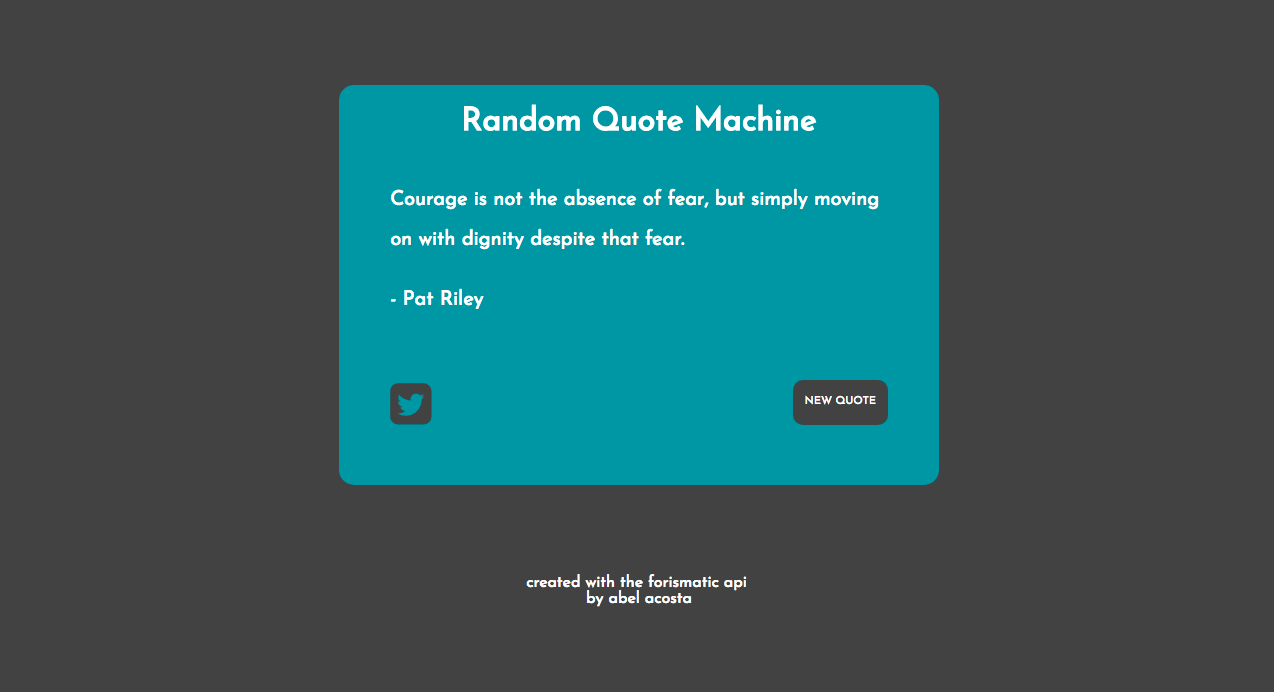 Random Quote Machine
Courage is not the absence of fear, but simply moving
on with dignity despite that fear.
- Pat Riley
NEW QUOTE
created with the forismatic api
by abel acosta